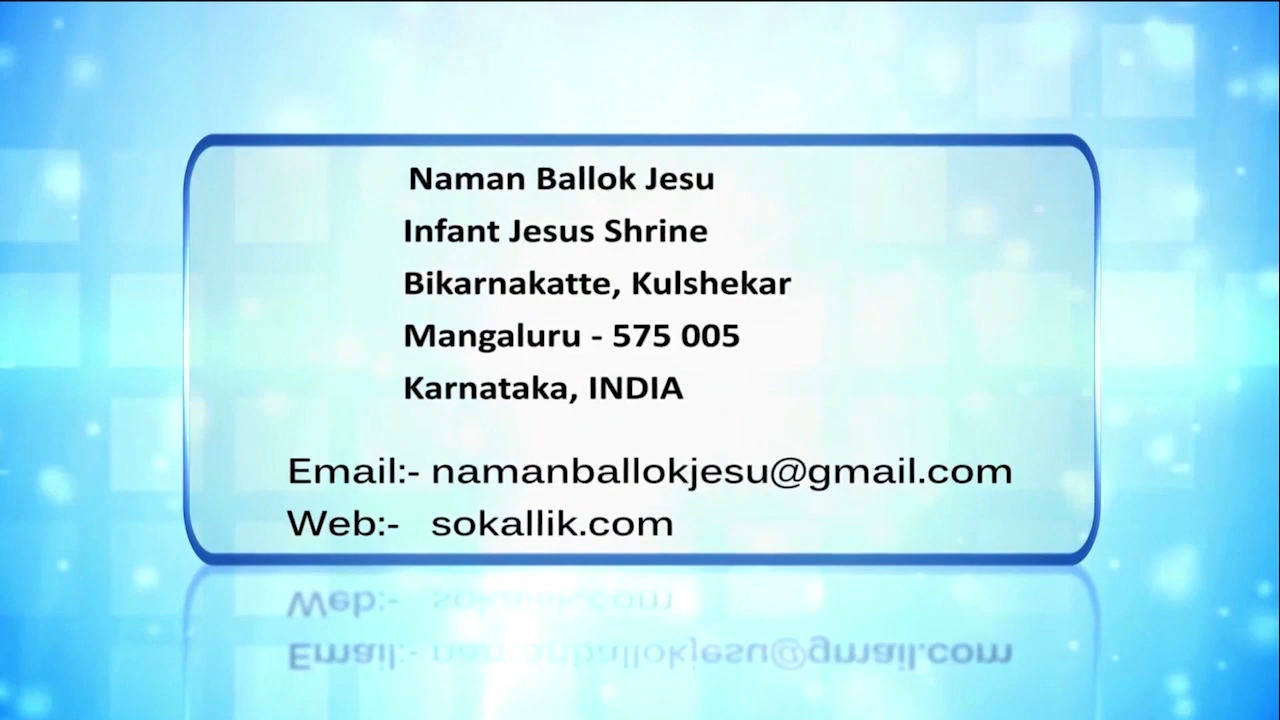 Naman Ballok Jesu
Infant Jesus Shrine
Bikarnakatte, Kulshekar
Mangaluru - 575 005
Karnataka, INDIA
Email:- namanballokjesu@gmail.com
Web:- sokallik.com